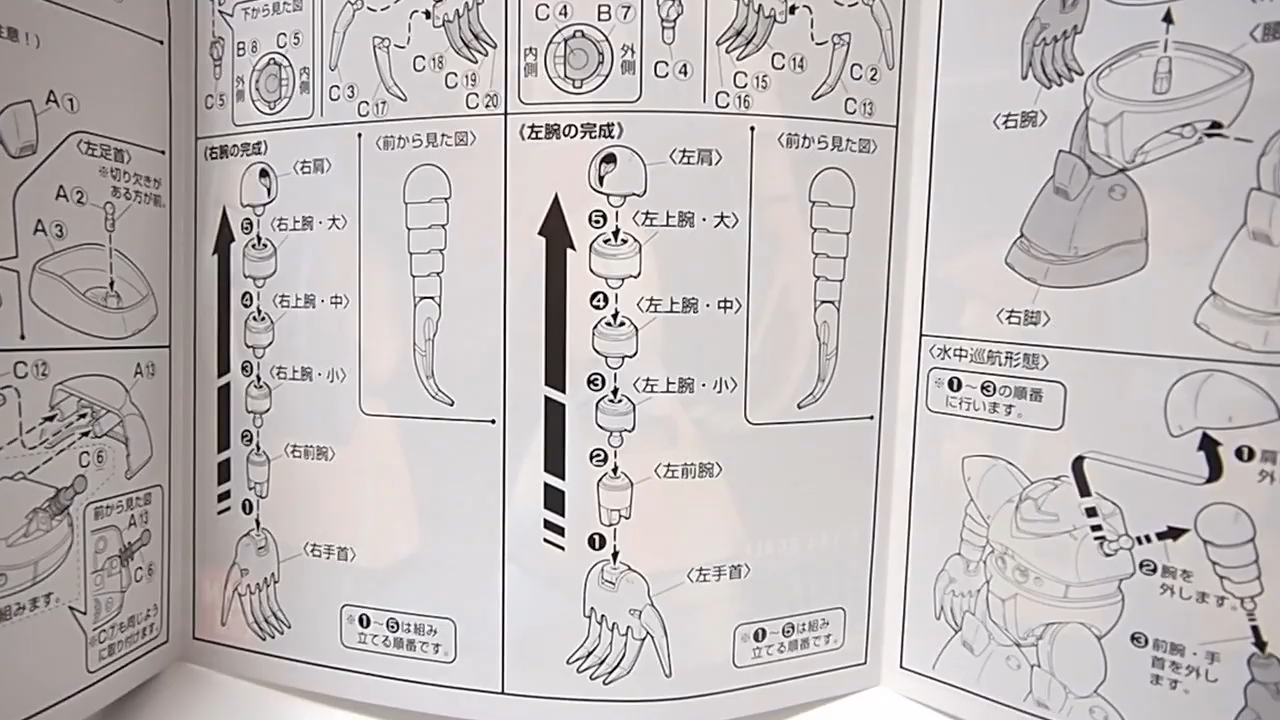 注意！）
A①
〈左足首〉
※切り欠きが
ある方が前。
A②
A③
C⑫
A⑬
C⑥
前から見た図
A⑬
C⑥
組みます。
※C⑦も同じよう
に取り付けます。
下から見た図
B⑧
C⑤
外側
内側
C⑤
C③
C⑰
C⑱
C⑲
C⑳
《右腕の完成》
〈右肩〉
❺
〈右上腕・大〉
❹
〈右上腕・中〉
❸
〈右上腕・小〉
❷
〈右前腕〉
❶
〈右手首〉
〈前から見た図〉
※❶〜❺は組み
立てる順番です。
C④
B⑦
内側
外側
C④
C⑯
C⑮
C⑭
C②
C⑬
《左腕の完成》
〈左肩〉
❺
〈左上腕・大〉
❹
〈左上腕・中〉
❸
〈左上腕・小〉
❷
〈左前腕〉
❶
〈左手首〉
〈前から見た図〉
※❶〜❺は組み
立てる順番です。
〈右腕〉
〈右脚〉
〈水中巡航形態〉
※❶〜❸の順番
に行います。
❶肩
外
❷腕を
外します。
❸前腕・手
首を外し
ます。